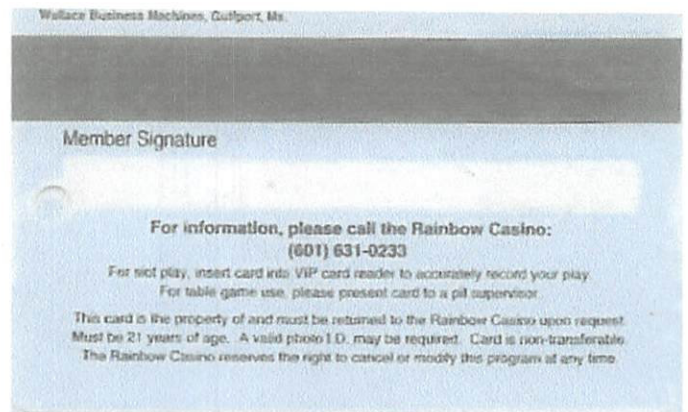 Wallace Business Machines, Gulfport, Ms.
Member Signature
For information, please call the Rainbow Casino:
(601) 631-0233
For slot play, insert card into VIP card reader to accurately record your play.
For table game use, please present card to a pit supervisor.
This card is the property of and must be returned to the Rainbow Casino upon request.
Must be 21 years of age. A valid photo I.D. may be required. Card is non-transferable.
The Rainbow Casino reserves the right to cancel or modify this program at any time.